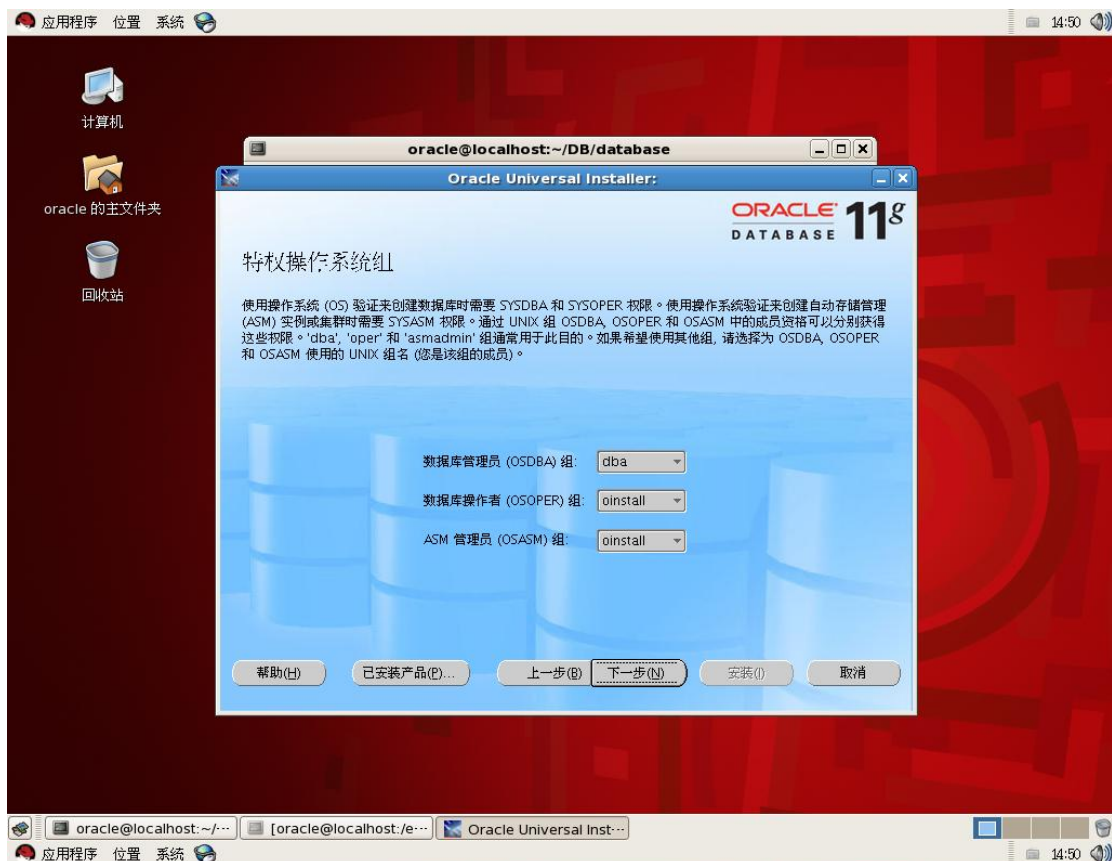 应用程序 位置 系统
14:50
计算机
oracle 的主文件夹
回收站
oracle@localhost:~/DB/database
Oracle Universal Installer:
ORACLE 11g
DATABASE
特权操作系统组
使用操作系统 (OS) 验证来创建数据库时需要 SYSDBA 和 SYSOPER 权限。使用操作系统验证来创建自动存储管理
(ASM) 实例或集群时需要 SYSASM 权限。通过 UNIX 组 OSDBA, OSOPER 和 OSASM 中的成员资格可以分别获得
这些权限。'dba', 'oper' 和 'asmadmin' 组通常用于此目的。如果希望使用其他组, 请选择为 OSDBA, OSOPER
和 OSASM 使用的 UNIX 组名 (您是该组的成员)。
数据库管理员 (OSDBA) 组: dba
数据库操作者 (OSOPER) 组: oinstall
ASM 管理员 (OSASM) 组: oinstall
帮助(H) 已安装产品(P)... 上一步(B) 下一步(N) 安装(I) 取消
oracle@localhost:~/··· [oracle@localhost:/e··· Oracle Universal Inst···
应用程序 位置 系统
14:50